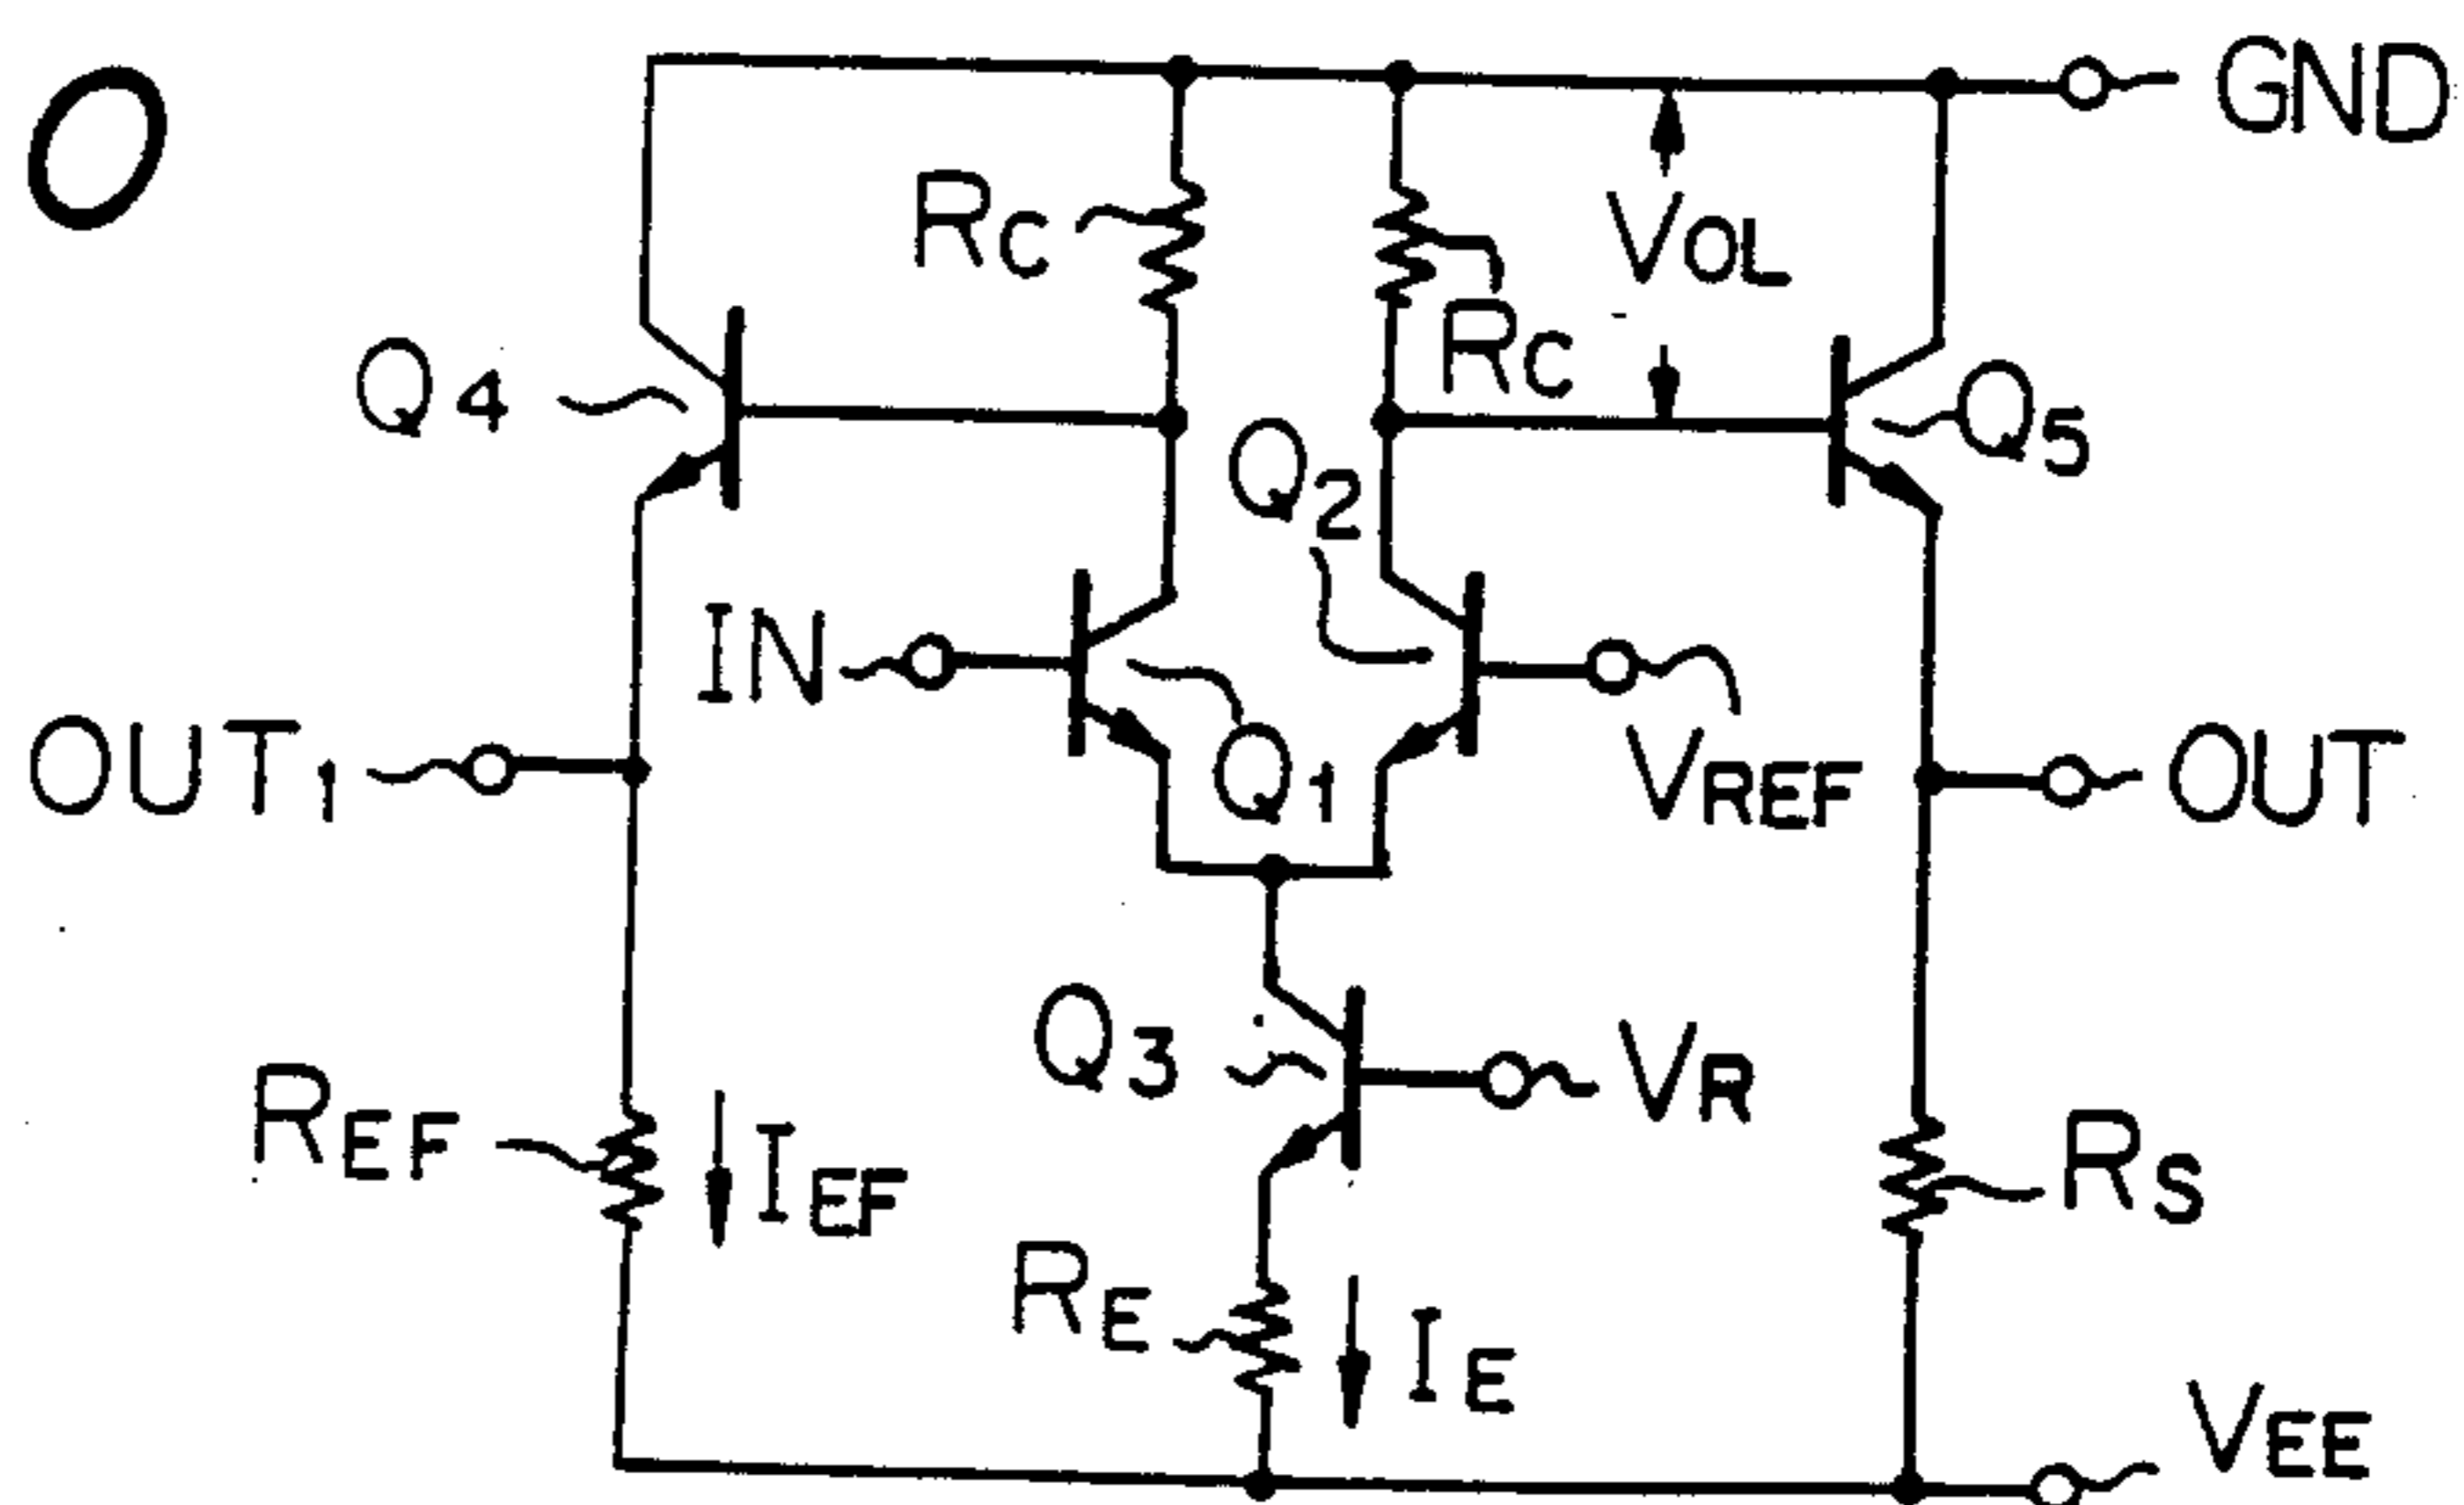 O
GND
RC
VOL
RC
Q4
Q5
Q2
IN
OUT1
Q1
VREF
OUT
Q3
VR
REF
IEF
RS
RE
IE
VEE